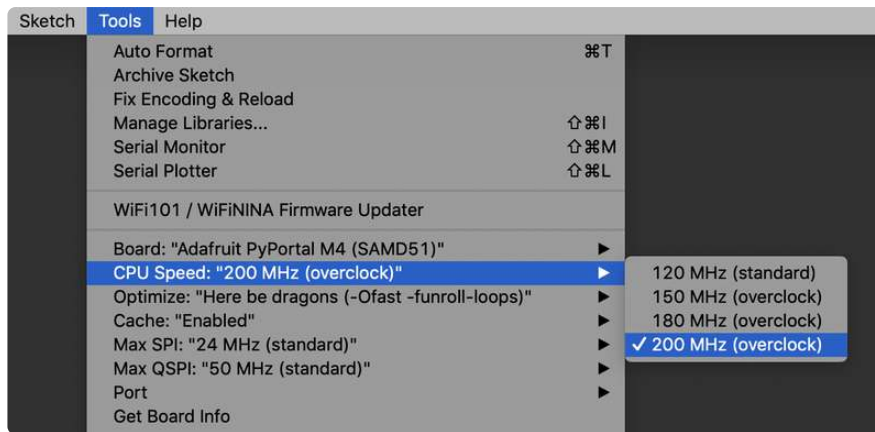 Sketch Tools Help
Auto Format ⌘T
Archive Sketch
Fix Encoding & Reload
Manage Libraries... ⇧⌘I
Serial Monitor ⇧⌘M
Serial Plotter ⇧⌘L
WiFi101 / WiFiNINA Firmware Updater
Board: "Adafruit PyPortal M4 (SAMD51)"
CPU Speed: "200 MHz (overclock)"
Optimize: "Here be dragons (-Ofast -funroll-loops)"
Cache: "Enabled"
Max SPI: "24 MHz (standard)"
Max QSPI: "50 MHz (standard)"
Port
Get Board Info
120 MHz (standard)
150 MHz (overclock)
180 MHz (overclock)
✓ 200 MHz (overclock)